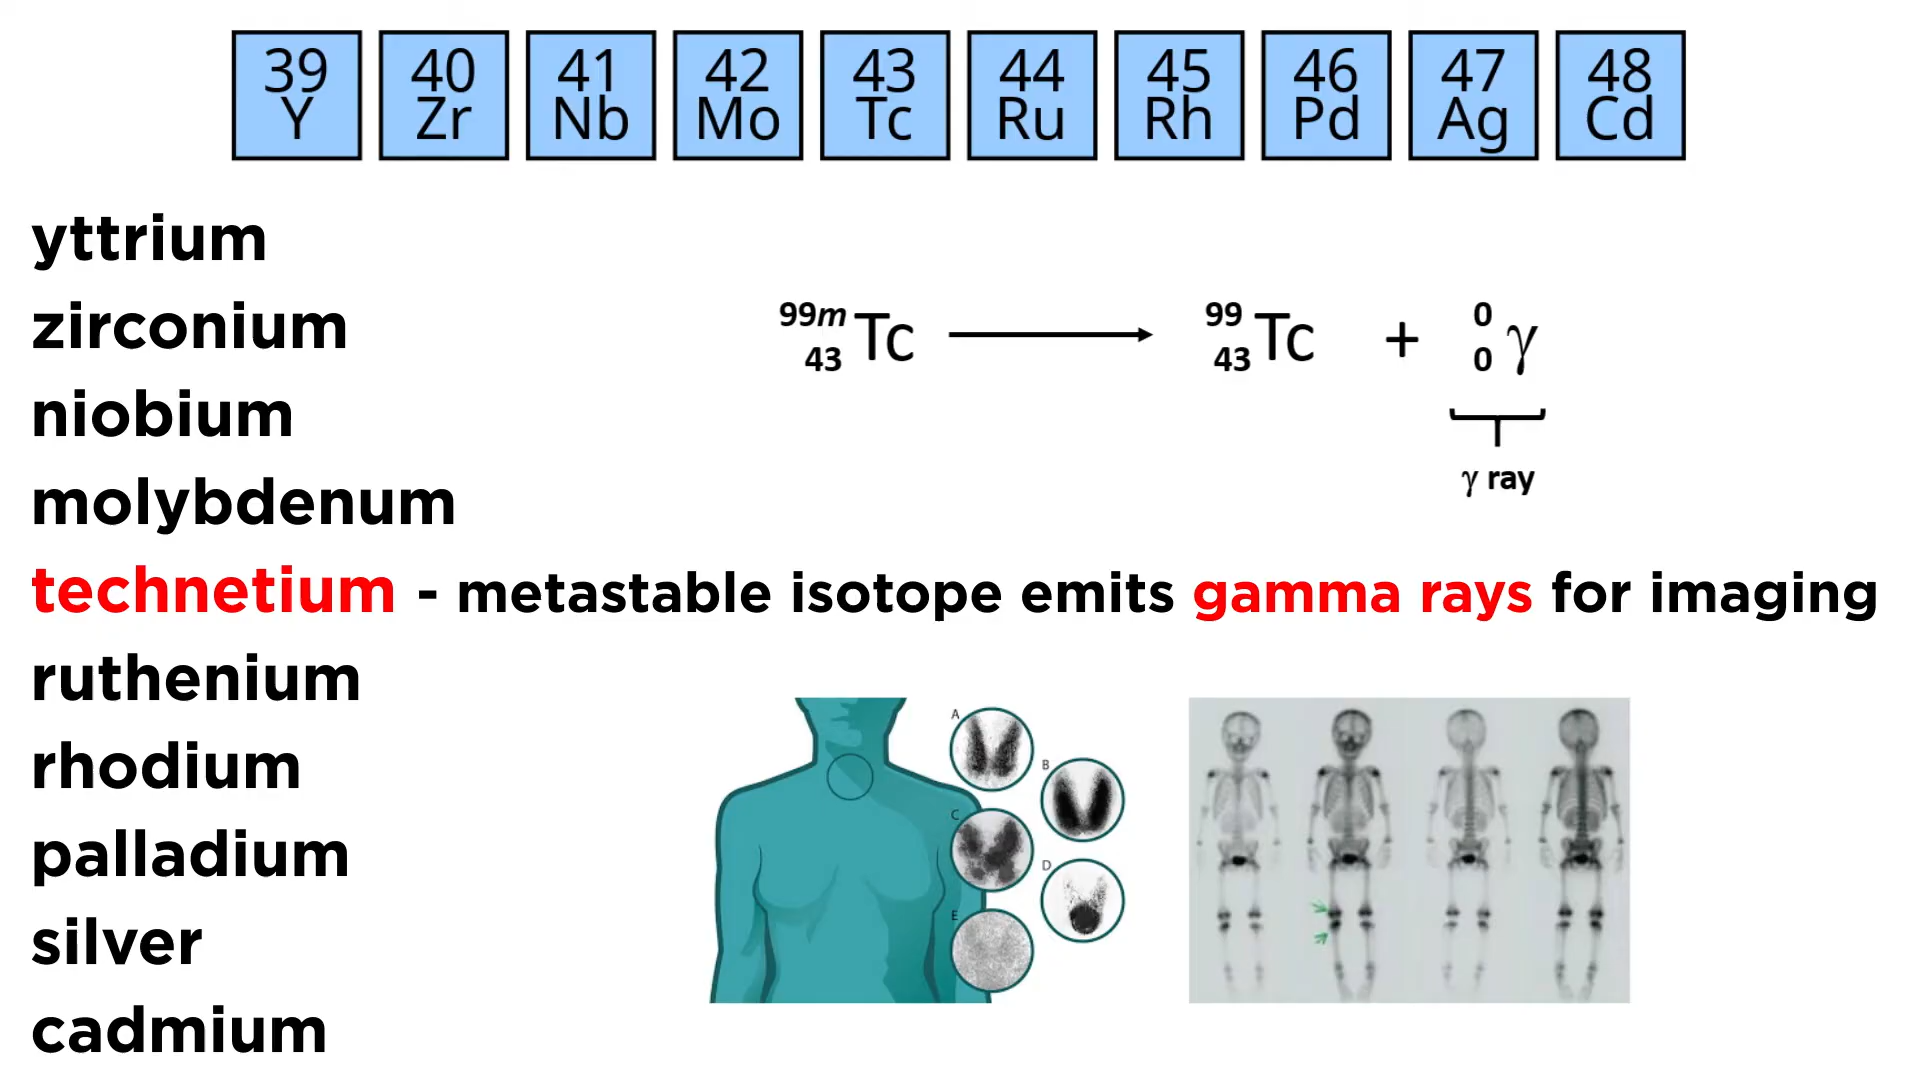 39 40 41 42 43 44 45 46 47 48
Y Zr Nb Mo Tc Ru Rh Pd Ag Cd
yttrium
zirconium
niobium
molybdenum
technetium - metastable isotope emits gamma rays for imaging
ruthenium
rhodium
palladium
silver
cadmium
99m 43 Tc ⟶ 99 43 Tc + 0 0 γ
γ ray
A
B
C
D
E